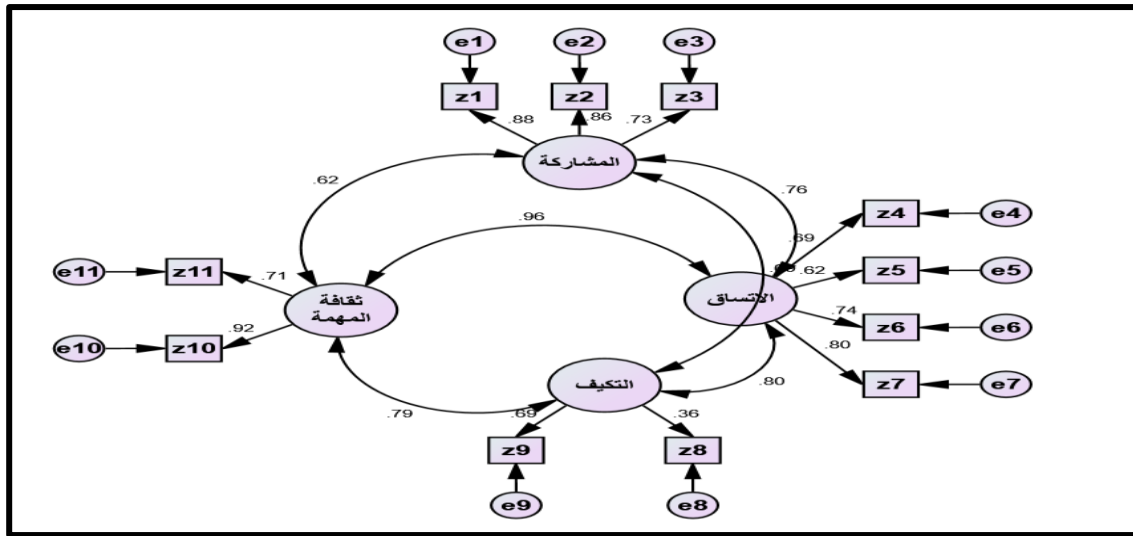 e1 e2 e3
z1 z2 z3
.88 .86 .73
المشاركة
.62 .76
.96
z4 e4
.69
z11 e11
.71
z5 e5
.62
الاتساق
ثقافة
المهمة
.74
z6 e6
.92
z10 e10
.80
z7 e7
التكيف
.80
.79 .69 .36
z9 z8
e9 e8